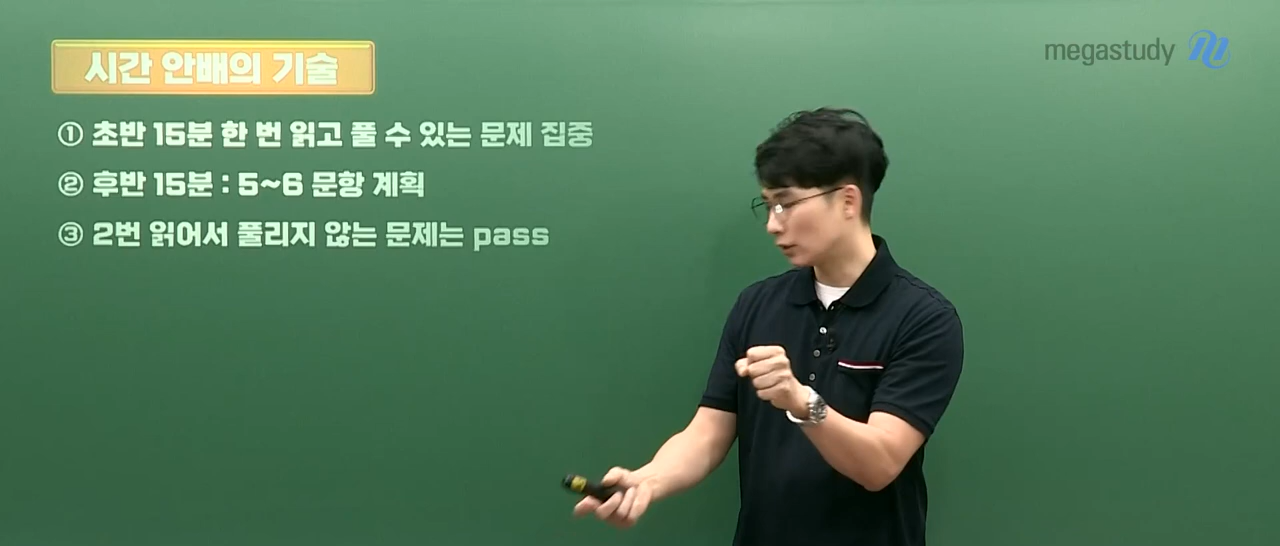 시간 안배의 기술
megastudy
① 초반 15분 한 번 읽고 풀 수 있는 문제 집중
② 후반 15분 : 5~6 문항 계획
③ 2번 읽어서 풀리지 않는 문제는 pass